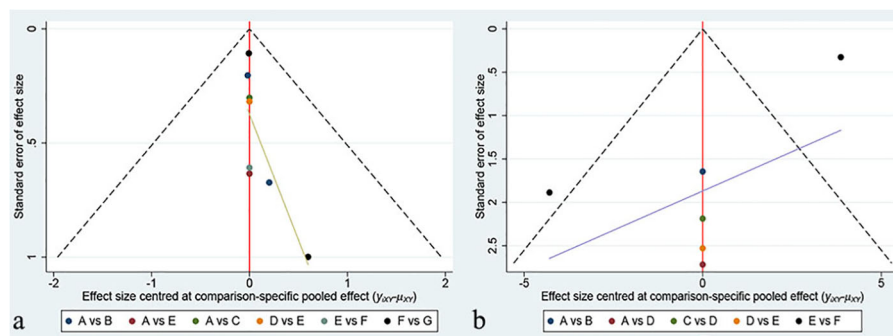 0
.5
1
Standard error of effect size
-2
-1
0
1
2
Effect size centred at comparison-specific pooled effect (yᵢXY-μXY)
a
A vs B
A vs E
A vs C
D vs E
E vs F
F vs G
0
.5
1
1.5
2
2.5
Standard error of effect size
-5
0
5
Effect size centred at comparison-specific pooled effect (yᵢXY-μXY)
b
A vs B
A vs D
C vs D
D vs E
E vs F